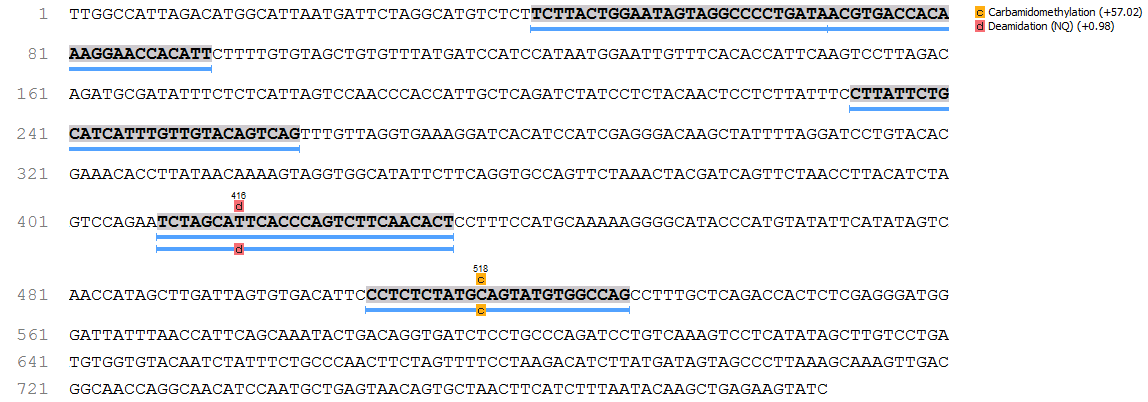 1 TTGGCCATTAGACATGGCATTAATGATTCTAGGCATGTCTCTTCTTACTGGAATAGTAGGCCCCTGATAACGTGACCACA
c Carbamidomethylation (+57.02)
d Deamidation (NQ) (+0.98)
81 AAGGAACCACATTCTTTTGTGTAGCTGTGTTTATGATCCATCCATAATGGAATTGTTTCACACCATTCAAGTCCTTAGAC
161 AGATGCGATATTTCTCTCATTAGTCCAACCCACCATTGCTCAGATCTATCCTCTACAACTCCTCTTATTTCCTTATTCTG
241 CATCATTTGTTGTACAGTCAGTTTGTTAGGTGAAAGGATCACATCCATCGAGGGACAAGCTATTTTAGGATCCTGTACAC
321 GAAACACCTTATAACAAAAGTAGGTGGCATATTCTTCAGGTGCCAGTTCTAAACTACGATCAGTTCTAACCTTACATCTA
416
d
401 GTCCAGAATCTAGCATTCACCCAGTCTTCAACACTCCTTTCCATGCAAAAAGGGGCATACCCATGTATATTCATATAGTC
d
518
c
481 AACCATAGCTTGATTAGTGTGACATTCCCTCTCTATGCAGTATGTGGCCAGCCTTTGCTCAGACCACTCTCGAGGGATGG
c
561 GATTATTTAACCATTCAGCAAATACTGACAGGTGATCTCCTGCCCAGATCCTGTCAAAGTCCTCATATAGCTTGTCCTGA
641 TGTGGTGTACAATCTATTTCTGCCCAACTTCTAGTTTTCCTAAGACATCTTATGATAGTAGCCCTTAAAGCAAAGTTGAC
721 GGCAACCAGGCAACATCCAATGCTGAGTAACAGTGCTAACTTCATCTTTAATACAAGCTGAGAAGTATC